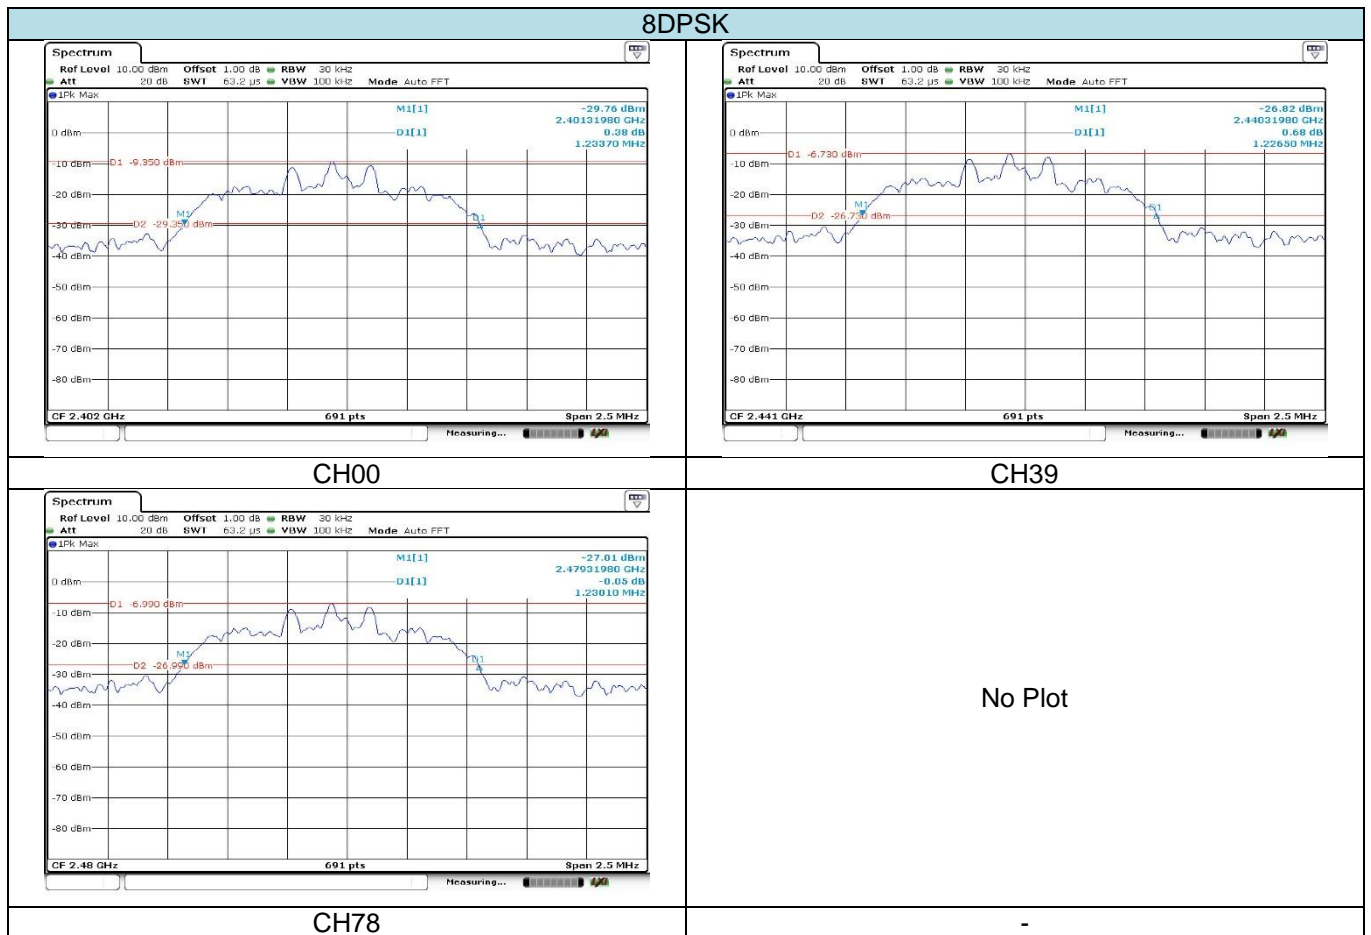 8DPSK
Spectrum
Ref Level 10.00 dBm Offset 1.00 dB RBW 30 kHz
Att 20 dB SWT 63.2 µs VBW 100 kHz Mode Auto FFT
1Pk Max
M1[1] -29.76 dBm
2.40131980 GHz
0 dBm
D1[1] 0.38 dB
1.23370 MHz
-10 dBm
D1 -9.350 dBm
-20 dBm
M1
D1
-30 dBm
D2 -29.350 dBm
-40 dBm
-50 dBm
-60 dBm
-70 dBm
-80 dBm
CF 2.402 GHz 691 pts Span 2.5 MHz
Measuring...
CH00
Spectrum
Ref Level 10.00 dBm Offset 1.00 dB RBW 30 kHz
Att 20 dB SWT 63.2 µs VBW 100 kHz Mode Auto FFT
1Pk Max
M1[1] -26.82 dBm
2.44031980 GHz
0 dBm
D1[1] 0.68 dB
1.22650 MHz
D1 -6.730 dBm
-10 dBm
-20 dBm
M1
D1
D2 -26.730 dBm
-30 dBm
-40 dBm
-50 dBm
-60 dBm
-70 dBm
-80 dBm
CF 2.441 GHz 691 pts Span 2.5 MHz
Measuring...
CH39
Spectrum
Ref Level 10.00 dBm Offset 1.00 dB RBW 30 kHz
Att 20 dB SWT 63.2 µs VBW 100 kHz Mode Auto FFT
1Pk Max
M1[1] -27.01 dBm
2.47931980 GHz
0 dBm
D1[1] -0.05 dB
1.23010 MHz
D1 -6.990 dBm
-10 dBm
-20 dBm
M1
D1
D2 -26.990 dBm
-30 dBm
-40 dBm
-50 dBm
-60 dBm
-70 dBm
-80 dBm
CF 2.48 GHz 691 pts Span 2.5 MHz
Measuring...
CH78
No Plot
-